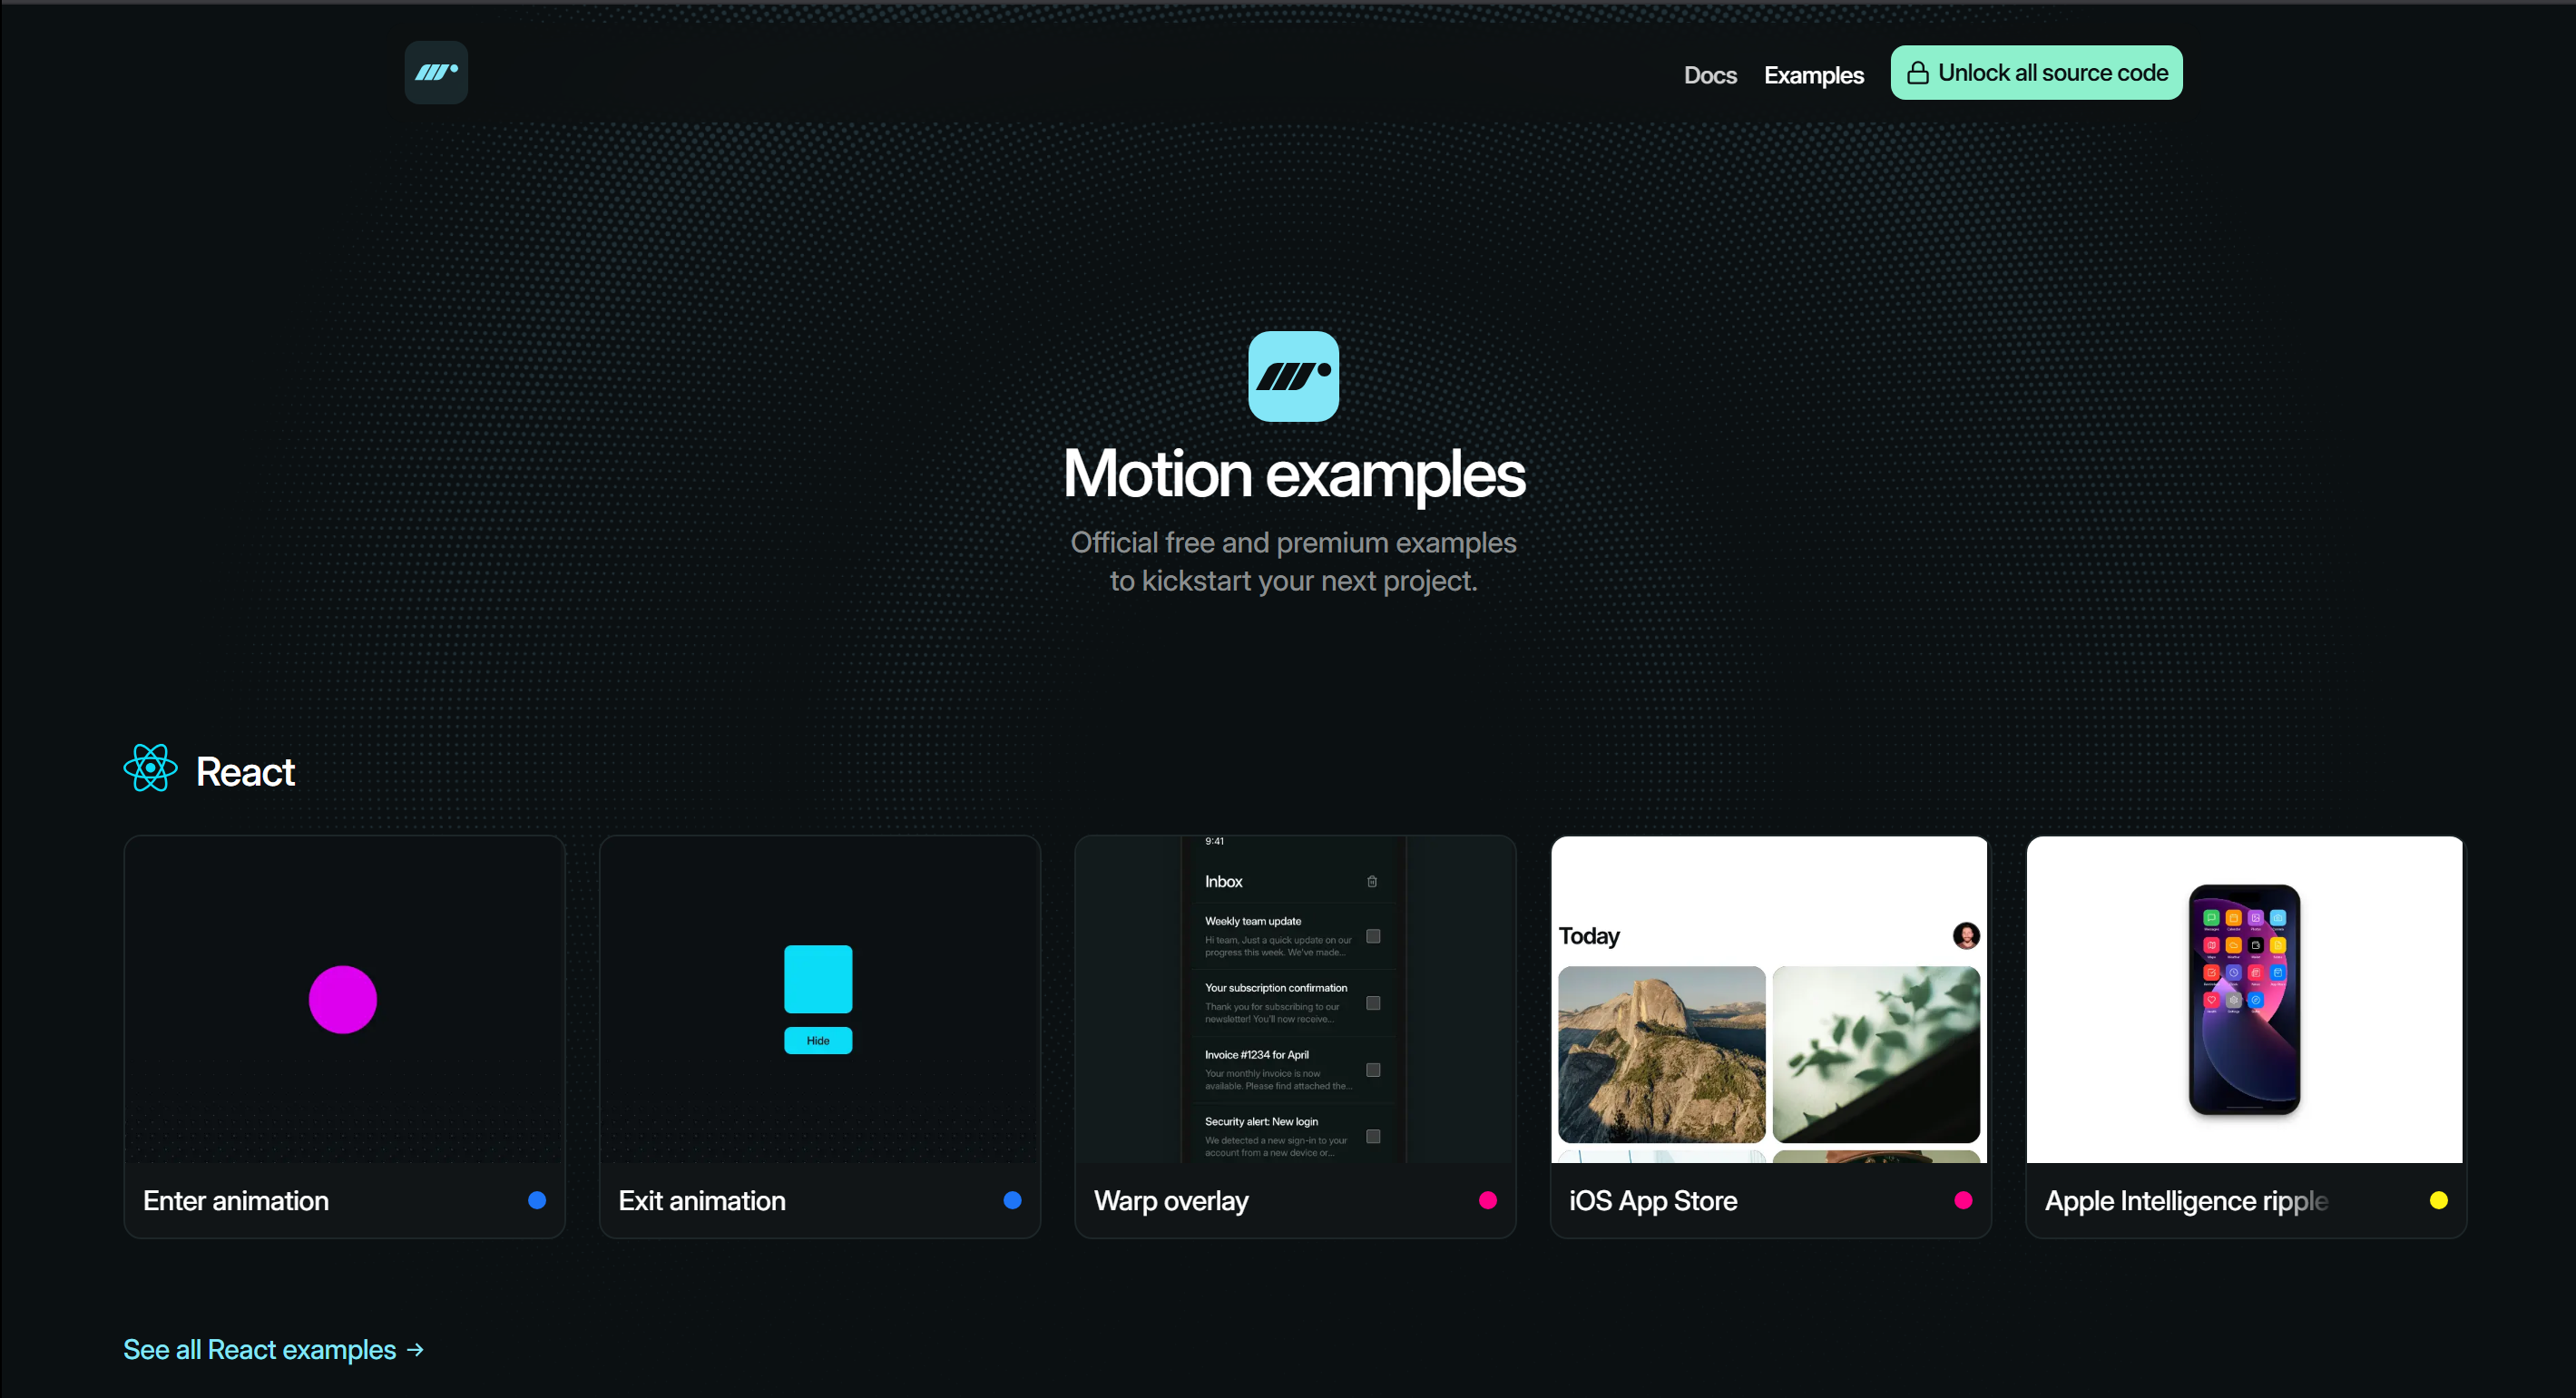 Docs
Examples
Unlock all source code
Motion examples
Official free and premium examples
to kickstart your next project.
React
Hide
9:41
Inbox
Weekly team update
Hi team, Just a quick update on our
progress this week. We've made...
Your subscription confirmation
Thank you for subscribing to our
newsletter! You'll now receive...
Invoice #1234 for April
Your monthly invoice is now
available. Please find attached the...
Security alert: New login
We detected a new sign-in to your
account from a new device or...
Today
Enter animation
Exit animation
Warp overlay
iOS App Store
Apple Intelligence ripple
See all React examples →